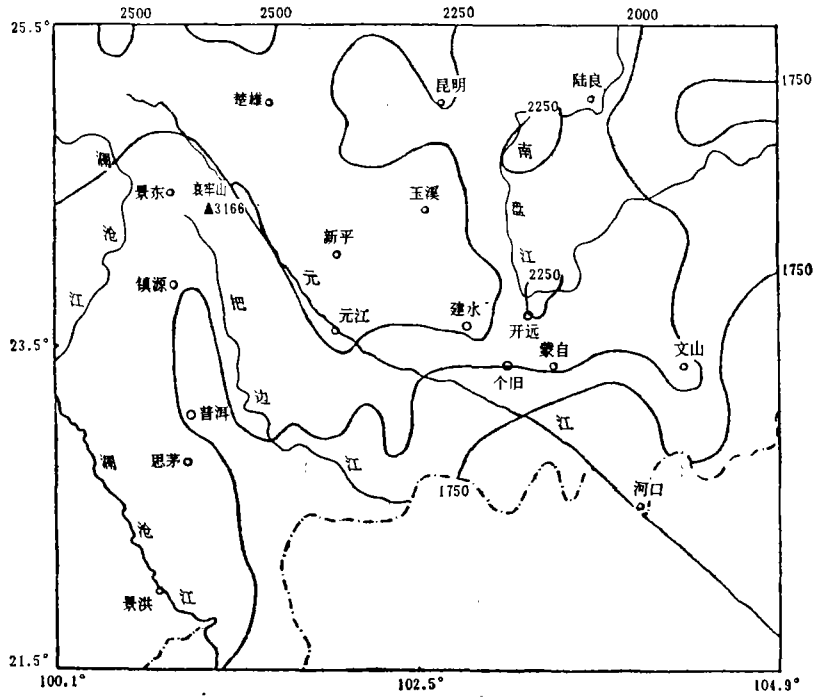 2500
2500
2250
2000
25.5°
1750
楚雄
昆明
陆良
2250
南
澜
景东
哀牢山
▲3166
玉溪
盘
沧
新平
江
2250
1750
江
镇源
把
元
元江
建水
开远
23.5°
蒙自
文山
个旧
普洱
边
江
思茅
澜
江
1750
河口
沧
景洪
江
21.5°
100.1°
102.5°
104.9°